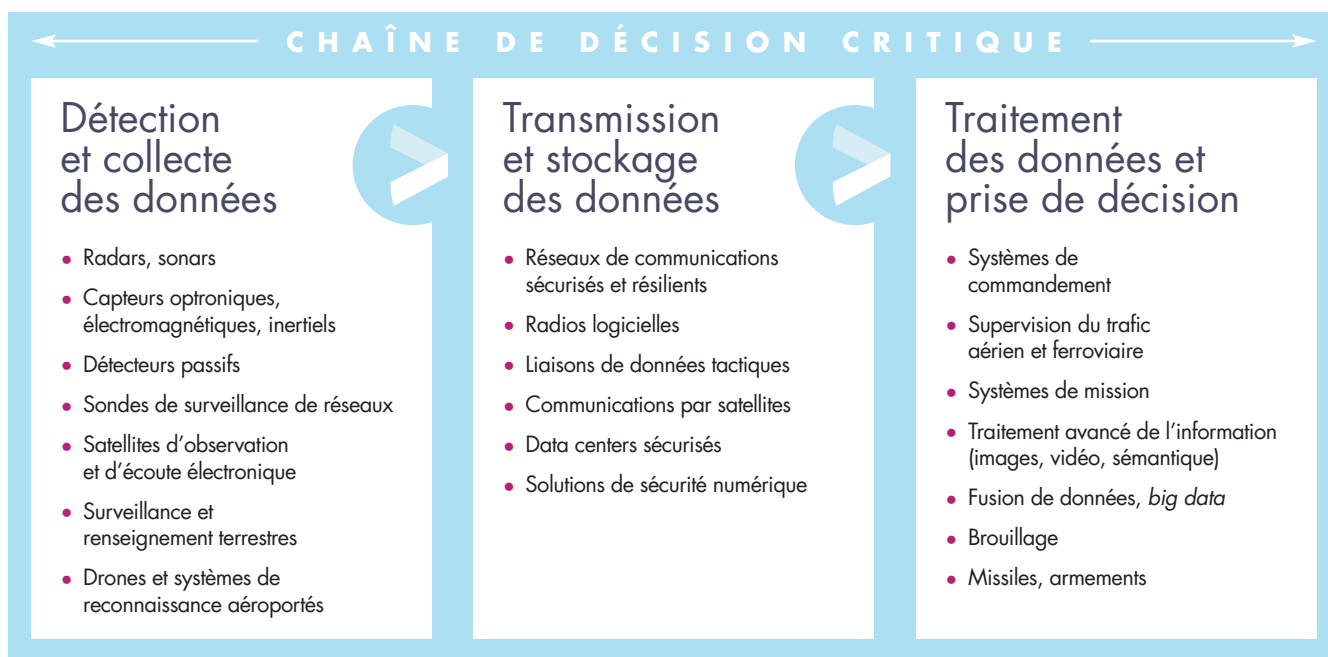 CHAÎNE DE DÉCISION CRITIQUE
Détection
et collecte
des données
• Radars, sonars
• Capteurs optroniques,
électromagnétiques, inertiels
• Détecteurs passifs
• Sondes de surveillance de réseaux
• Satellites d’observation
et d’écoute électronique
• Surveillance et
renseignement terrestres
• Drones et systèmes de
reconnaissance aéroportés
Transmission
et stockage
des données
• Réseaux de communications
sécurisés et résilients
• Radios logicielles
• Liaisons de données tactiques
• Communications par satellites
• Data centers sécurisés
• Solutions de sécurité numérique
Traitement
des données et
prise de décision
• Systèmes de
commandement
• Supervision du trafic
aérien et ferroviaire
• Systèmes de mission
• Traitement avancé de l’information
(images, vidéo, sémantique)
• Fusion de données, big data
• Brouillage
• Missiles, armements